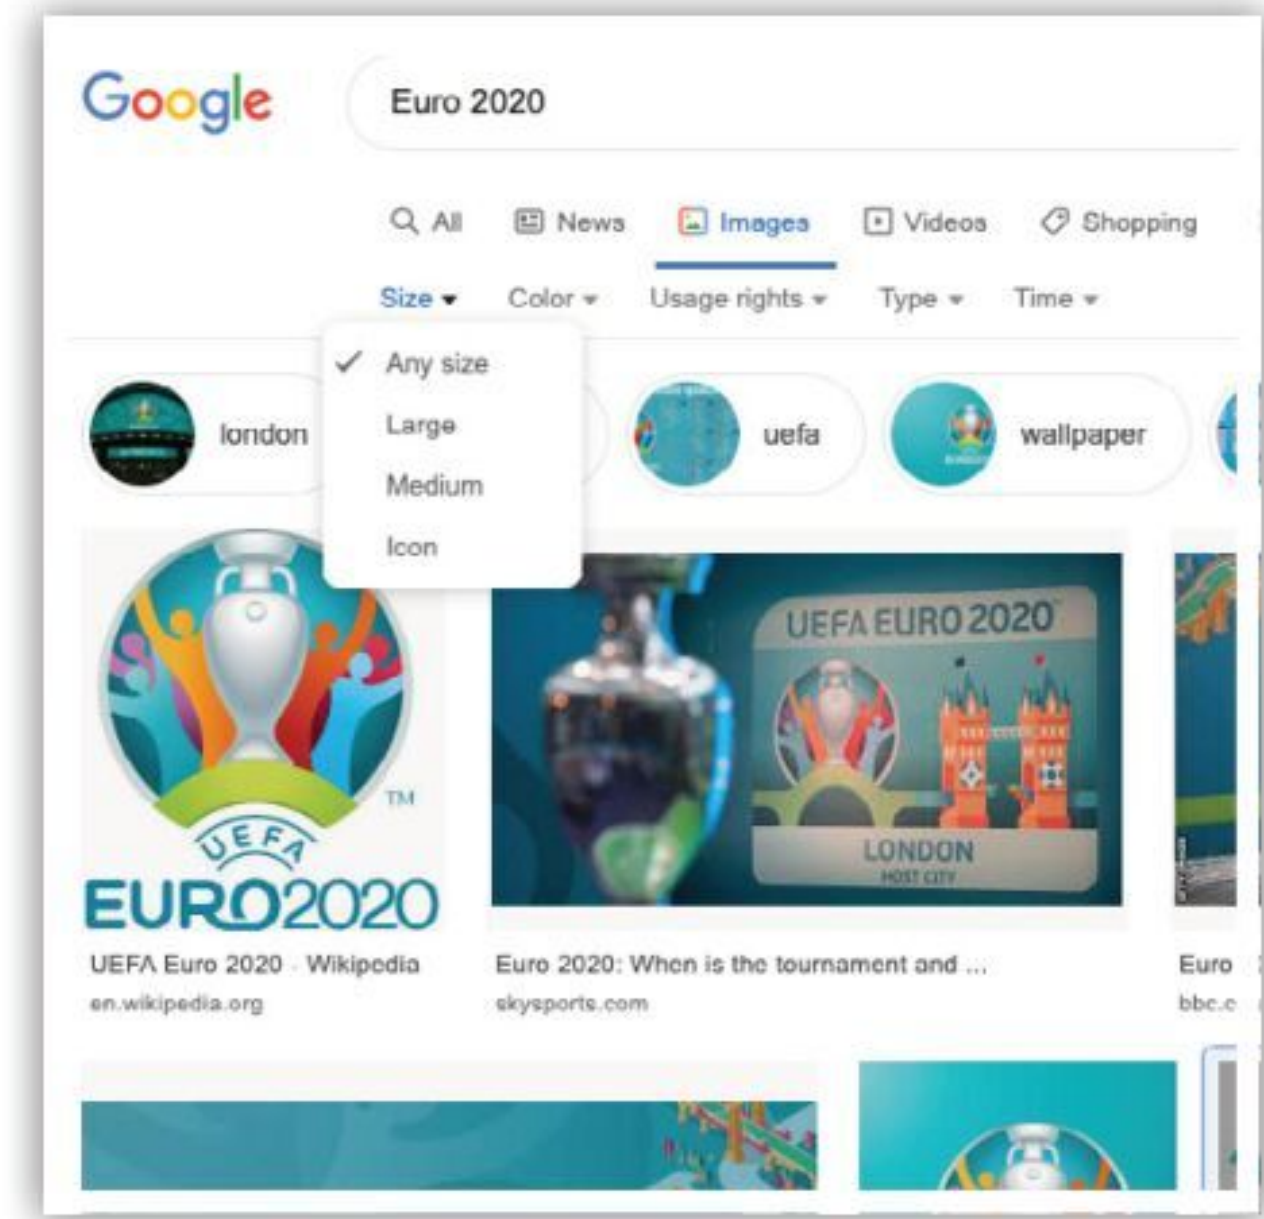 Google
Euro 2020
All News Images Videos Shopping
Size Color Usage rights Type Time
Any size
Large
Medium
Icon
london
uefa
wallpaper
TM
UEFA
EURO2020
UEFA EURO 2020
LONDON
HOST CITY
UEFA Euro 2020 - Wikipedia
en.wikipedia.org
Euro 2020: When is the tournament and ...
skysports.com
Euro